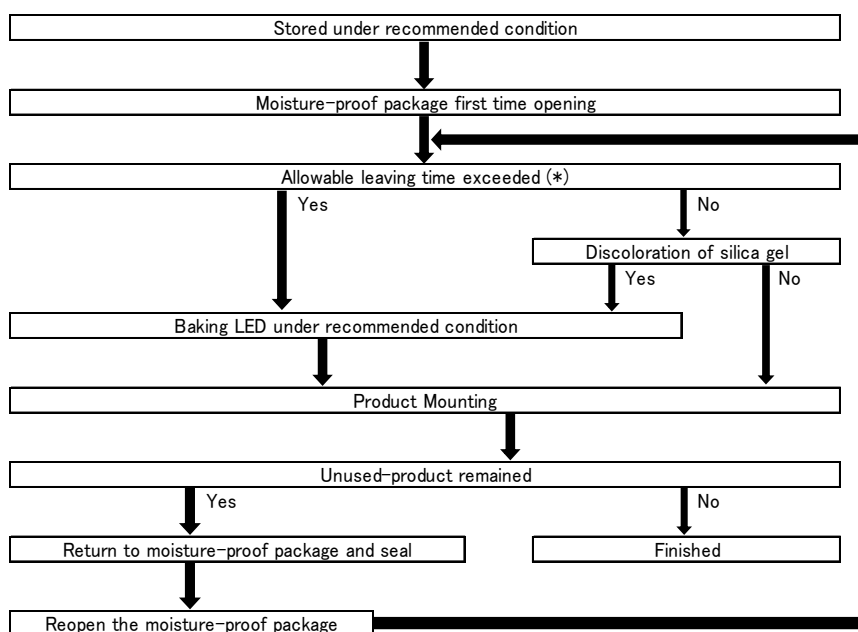 Stored under recommended condition
Moisture-proof package first time opening
Allowable leaving time exceeded (*)
Yes
No
Discoloration of silica gel
Yes
No
Baking LED under recommended condition
Product Mounting
Unused-product remained
Yes
No
Return to moisture-proof package and seal
Finished
Reopen the moisture-proof package